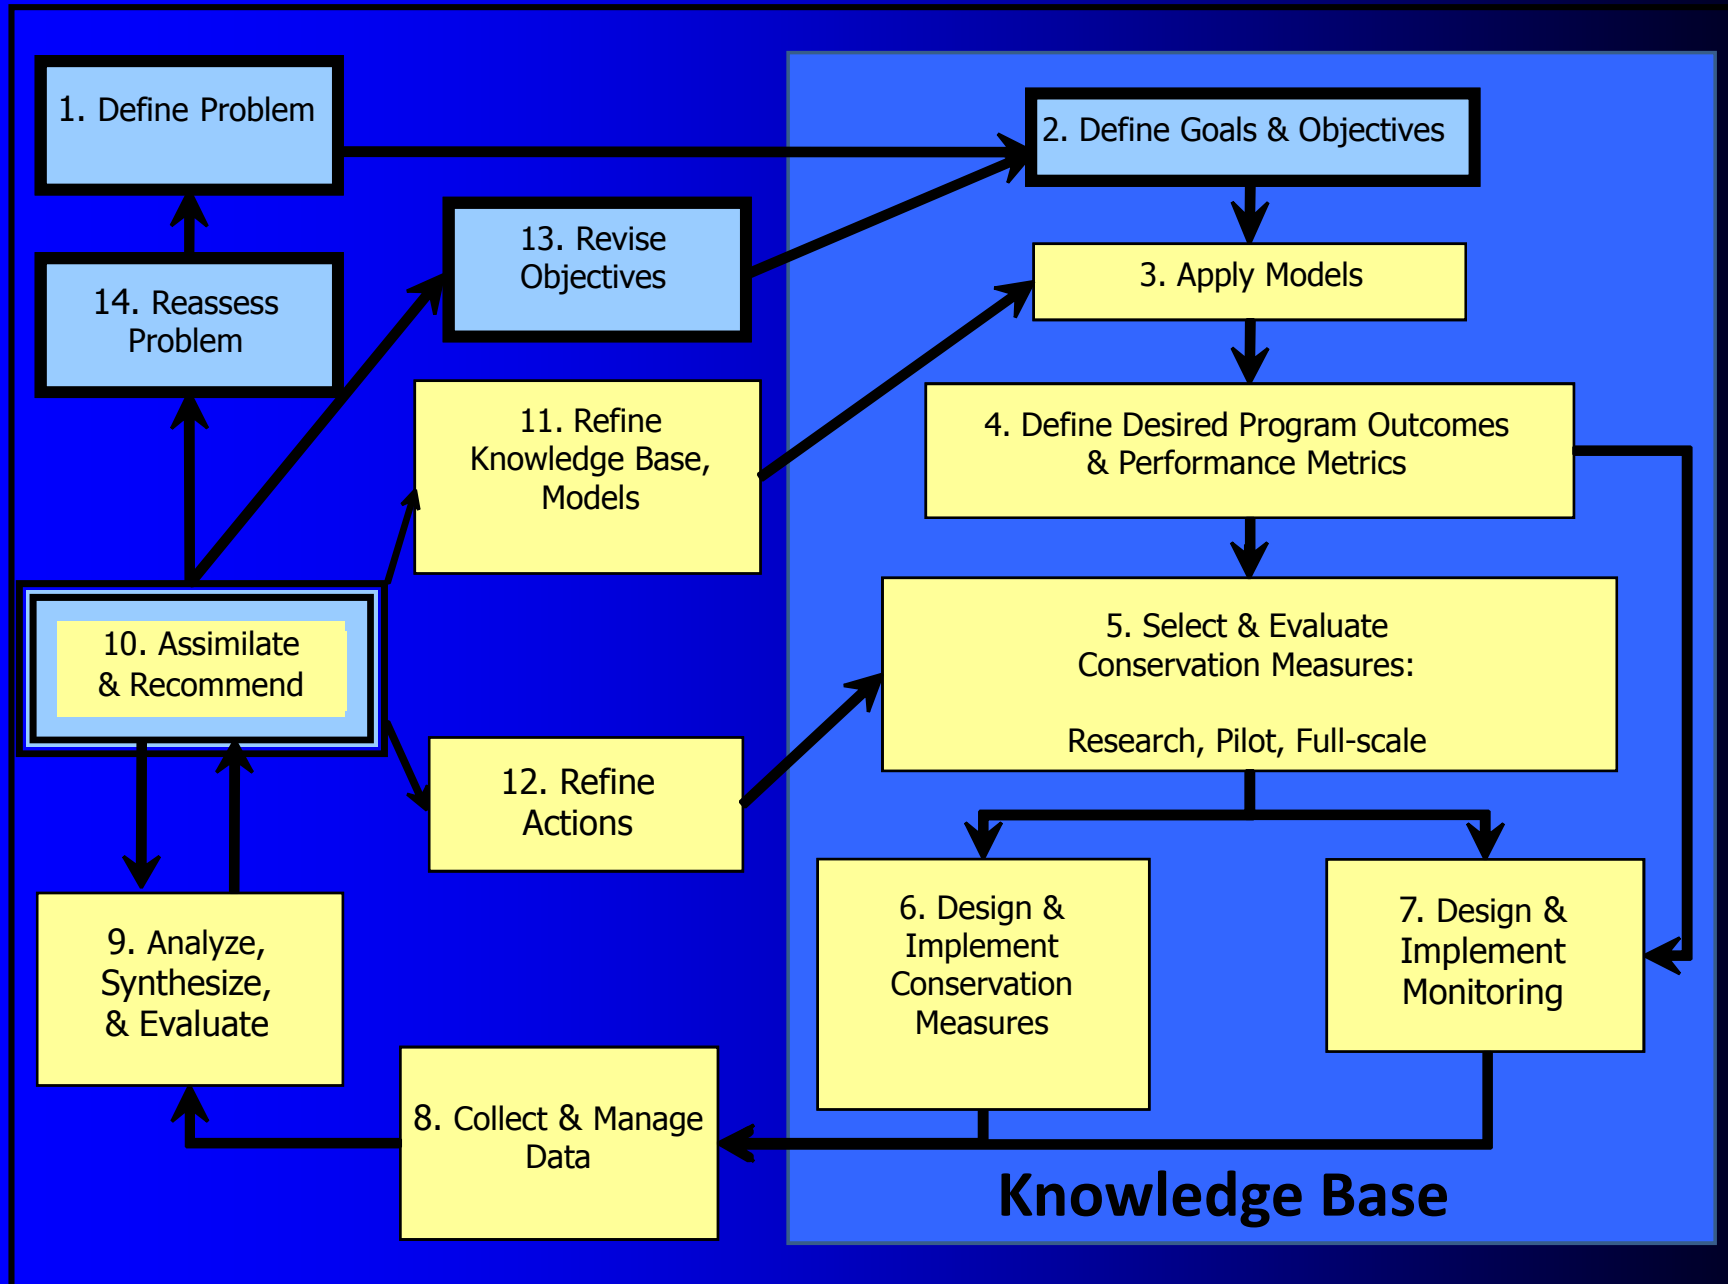 1. Define Problem
2. Define Goals & Objectives
13. Revise
Objectives
3. Apply Models
14. Reassess
Problem
11. Refine
Knowledge Base,
Models
4. Define Desired Program Outcomes
& Performance Metrics
10. Assimilate
& Recommend
5. Select & Evaluate
Conservation Measures:
Research, Pilot, Full-scale
12. Refine
Actions
6. Design &
Implement
Conservation
Measures
7. Design &
Implement
Monitoring
9. Analyze,
Synthesize,
& Evaluate
8. Collect & Manage
Data
Knowledge Base